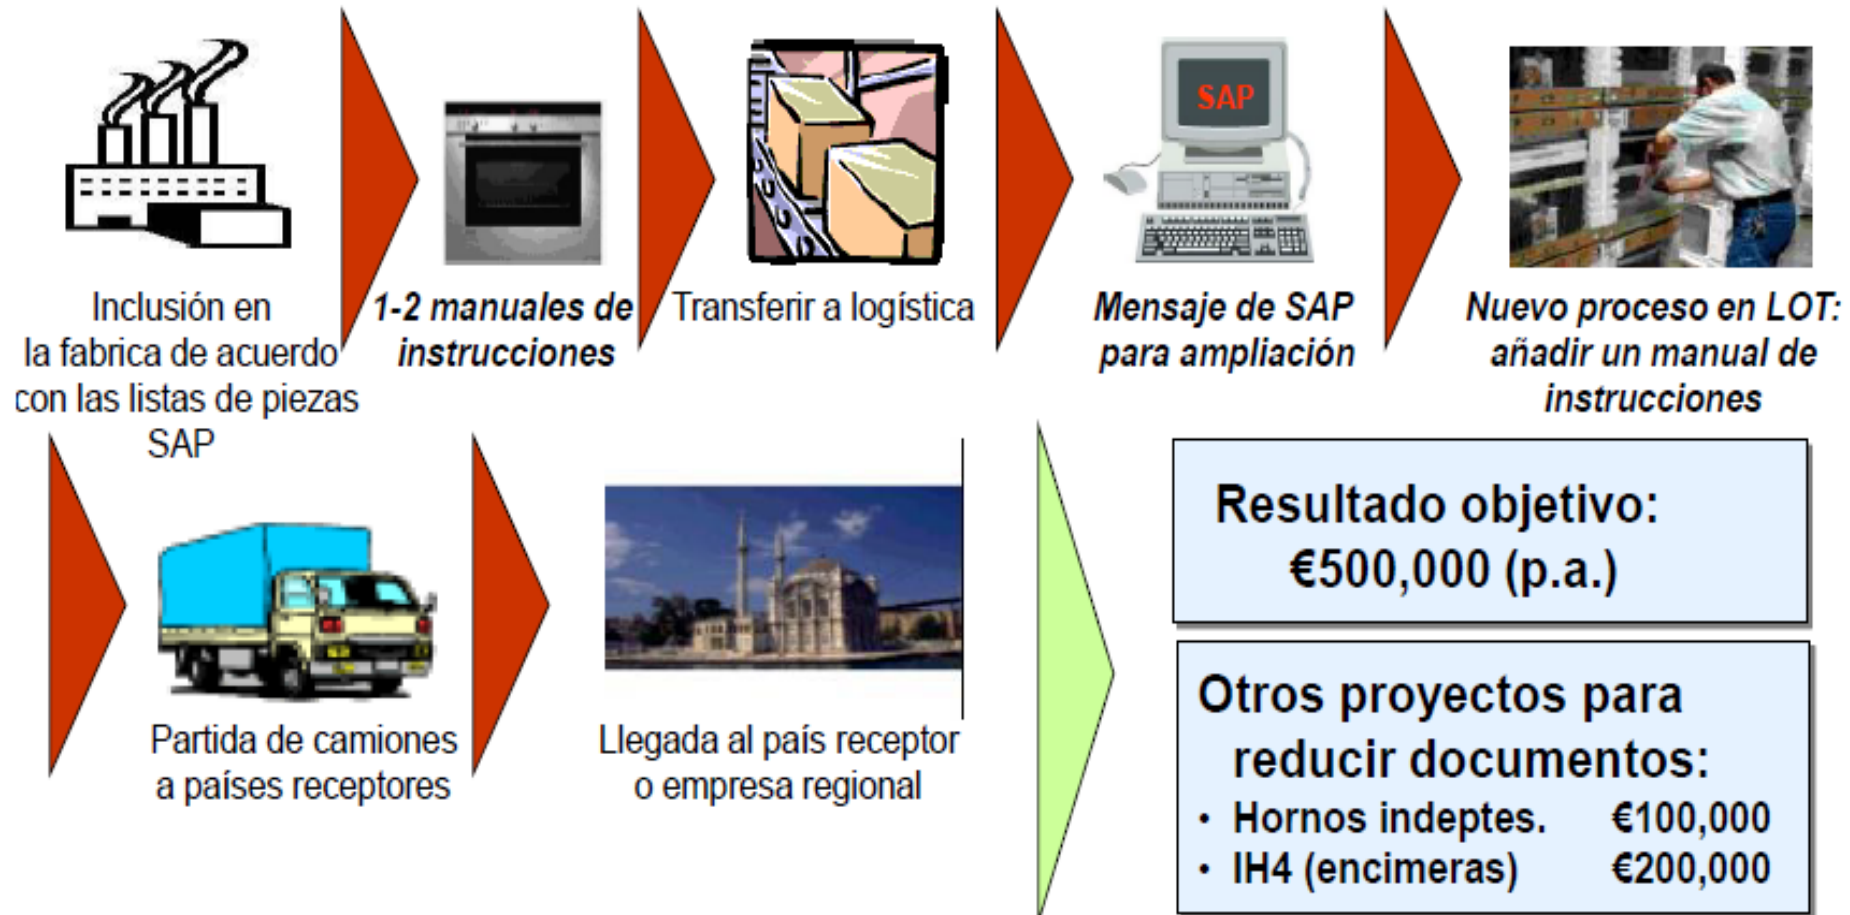 SAP
Inclusión en
la fabrica de acuerdo
con las listas de piezas
SAP
1-2 manuales de
instrucciones
Transferir a logística
Mensaje de SAP
para ampliación
Nuevo proceso en LOT:
añadir un manual de
instrucciones
Partida de camiones
a países receptores
Llegada al país receptor
o empresa regional
Resultado objetivo:
€500,000 (p.a.)
Otros proyectos para
reducir documentos:
• Hornos indeptes. €100,000
• IH4 (encimeras) €200,000